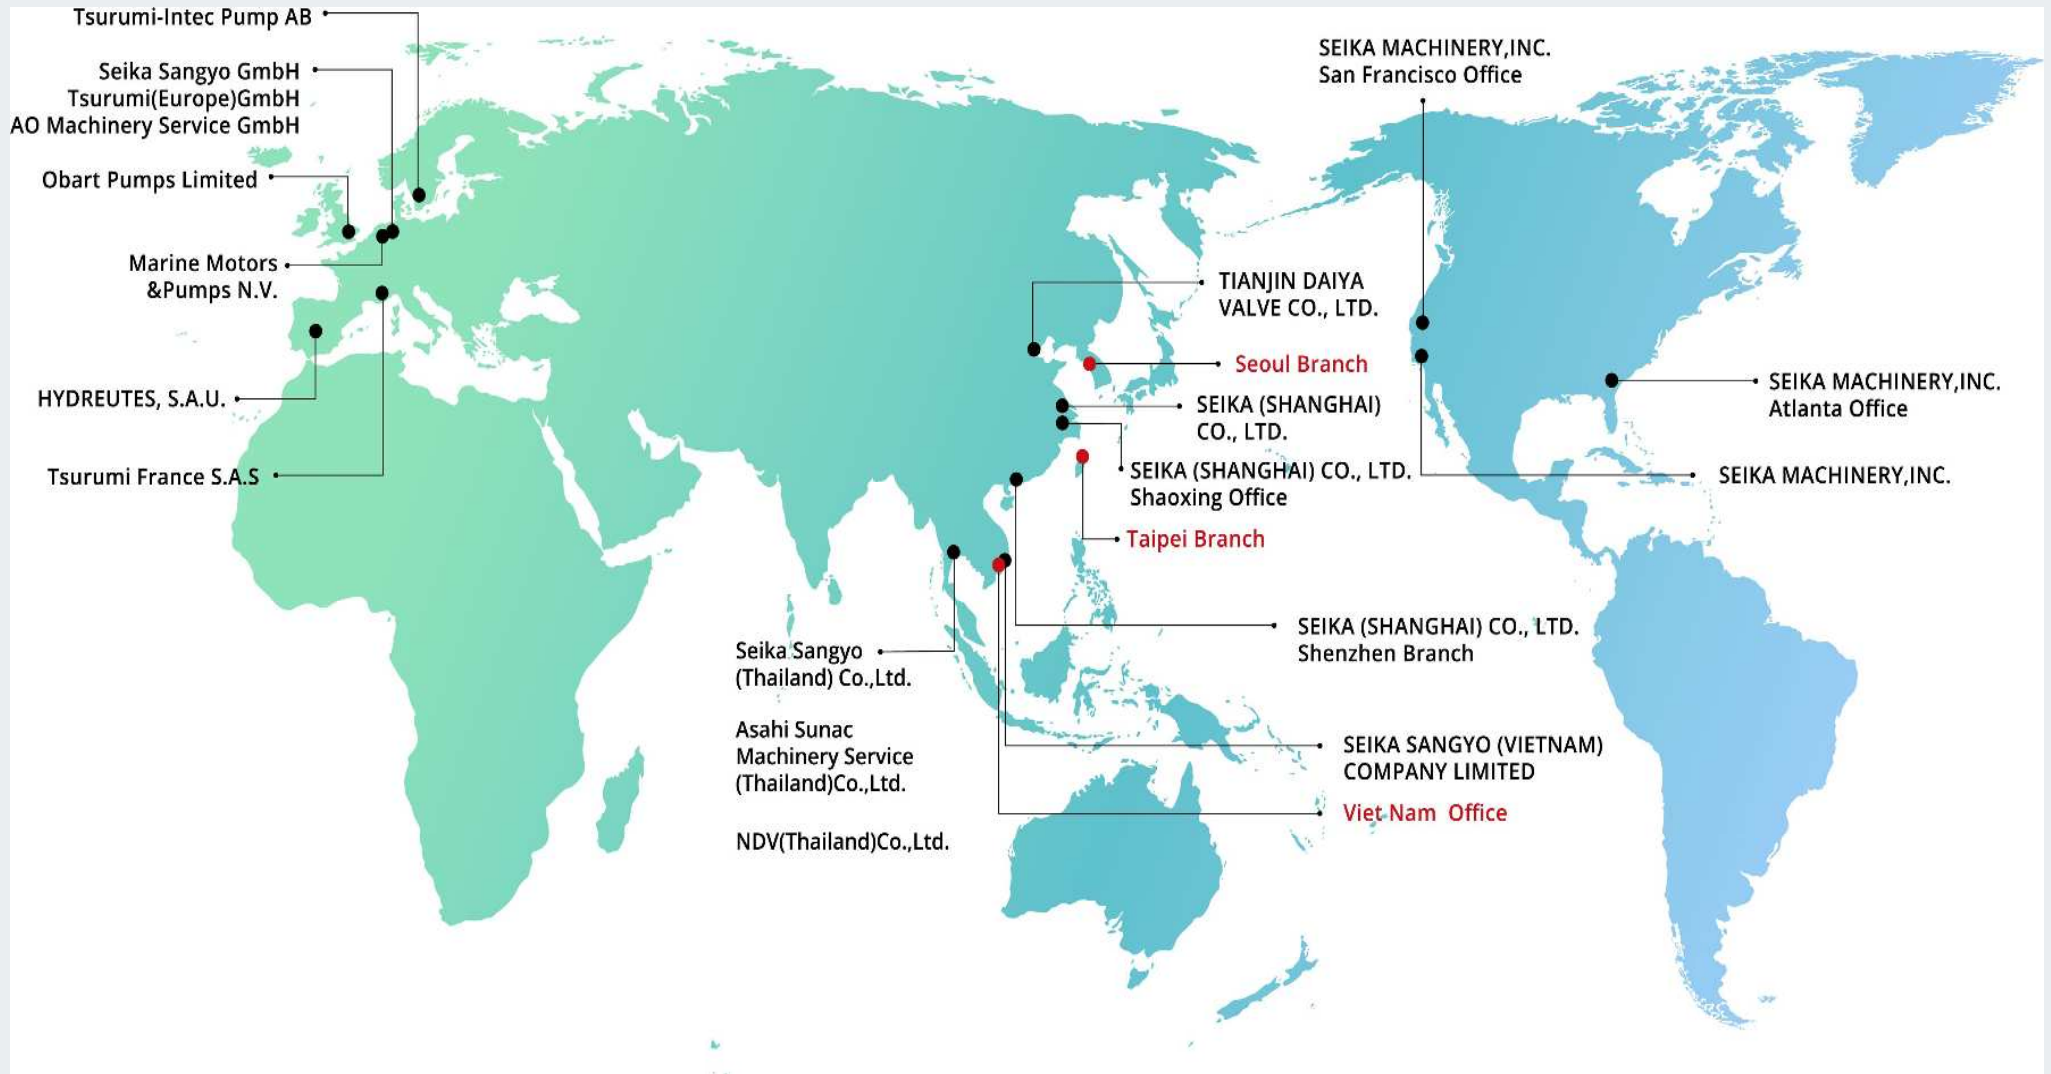 Tsurumi-Intec Pump AB
Seika Sangyo GmbH
Tsurumi(Europe)GmbH
AO Machinery Service GmbH
Obart Pumps Limited
Marine Motors
&Pumps N.V.
HYDREUTES, S.A.U.
Tsurumi France S.A.S
SEIKA MACHINERY,INC.
San Francisco Office
TIANJIN DAIYA
VALVE CO., LTD.
Seoul Branch
SEIKA (SHANGHAI)
CO., LTD.
SEIKA (SHANGHAI) CO., LTD.
Shaoxing Office
Taipei Branch
SEIKA MACHINERY,INC.
Atlanta Office
SEIKA MACHINERY,INC.
SEIKA (SHANGHAI) CO., LTD.
Shenzhen Branch
Seika Sangyo
(Thailand) Co.,Ltd.
Asahi Sunac
Machinery Service
(Thailand)Co.,Ltd.
NDV(Thailand)Co.,Ltd.
SEIKA SANGYO (VIETNAM)
COMPANY LIMITED
Viet Nam  Office